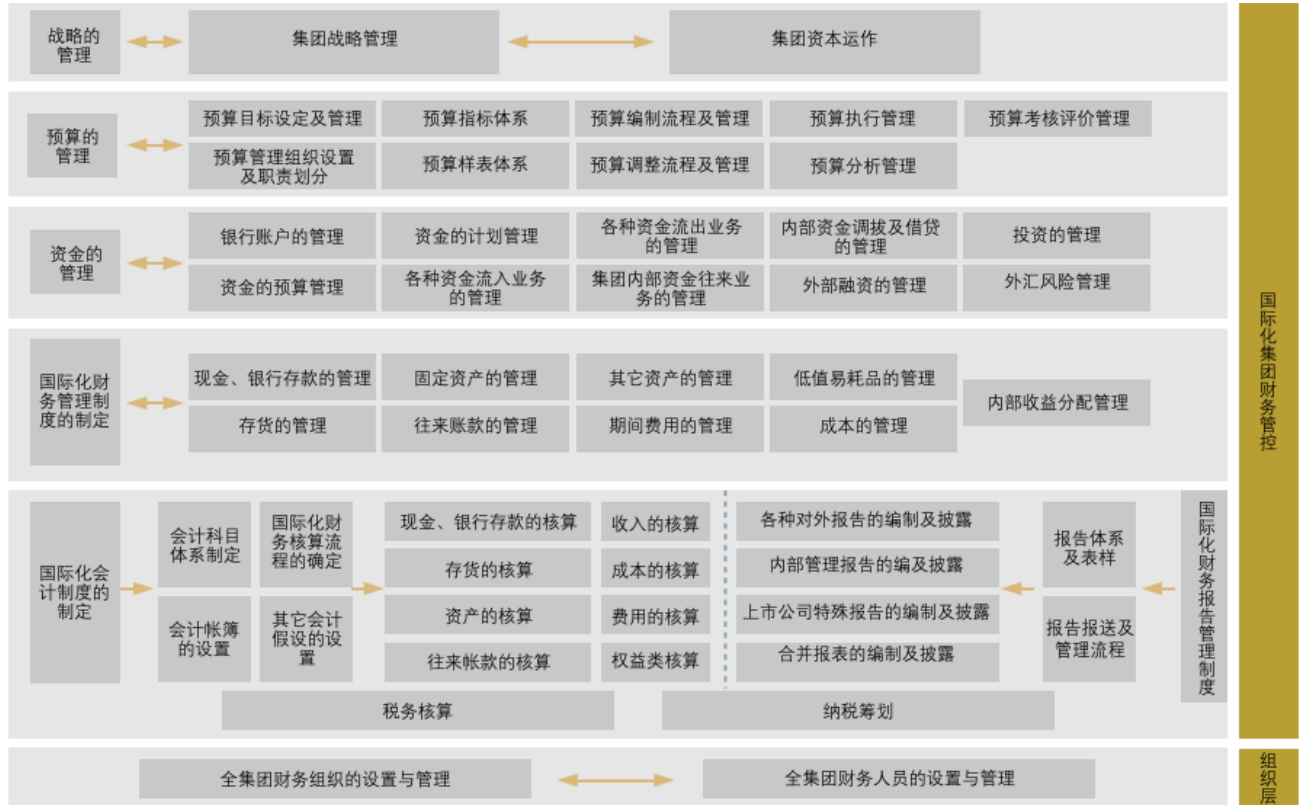 战略的
管理
集团战略管理
集团资本运作
预算的
管理
预算目标设定及管理
预算指标体系
预算编制流程及管理
预算执行管理
预算考核评价管理
预算管理组织设置
及职责划分
预算样表体系
预算调整流程及管理
预算分析管理
资金的
管理
银行账户的管理
资金的计划管理
各种资金流出业务
的管理
内部资金调拔及借贷
的管理
投资的管理
资金的预算管理
各种资金流入业务
的管理
集团内部资金往来业
务的管理
外部融资的管理
外汇风险管理
国际化财
务管理制
度的制定
现金、银行存款的管理
固定资产的管理
其它资产的管理
低值易耗品的管理
内部收益分配管理
存货的管理
往来账款的管理
期间费用的管理
成本的管理
国际化会
计制度的
制定
会计科目
体系制定
会计帐簿
的设置
国际化财
务核算流
程的确定
其它会计
假设的设
置
现金、银行存款的核算
存货的核算
资产的核算
往来帐款的核算
收入的核算
成本的核算
费用的核算
权益类核算
各种对外报告的编制及披露
内部管理报告的编及披露
上市公司特殊报告的编制及披露
合并报表的编制及披露
报告体系
及表样
报告报送及
管理流程
国际化财务报告管理制度
税务核算
纳税筹划
国际化集团财务管控
全集团财务组织的设置与管理
全集团财务人员的设置与管理
组织层